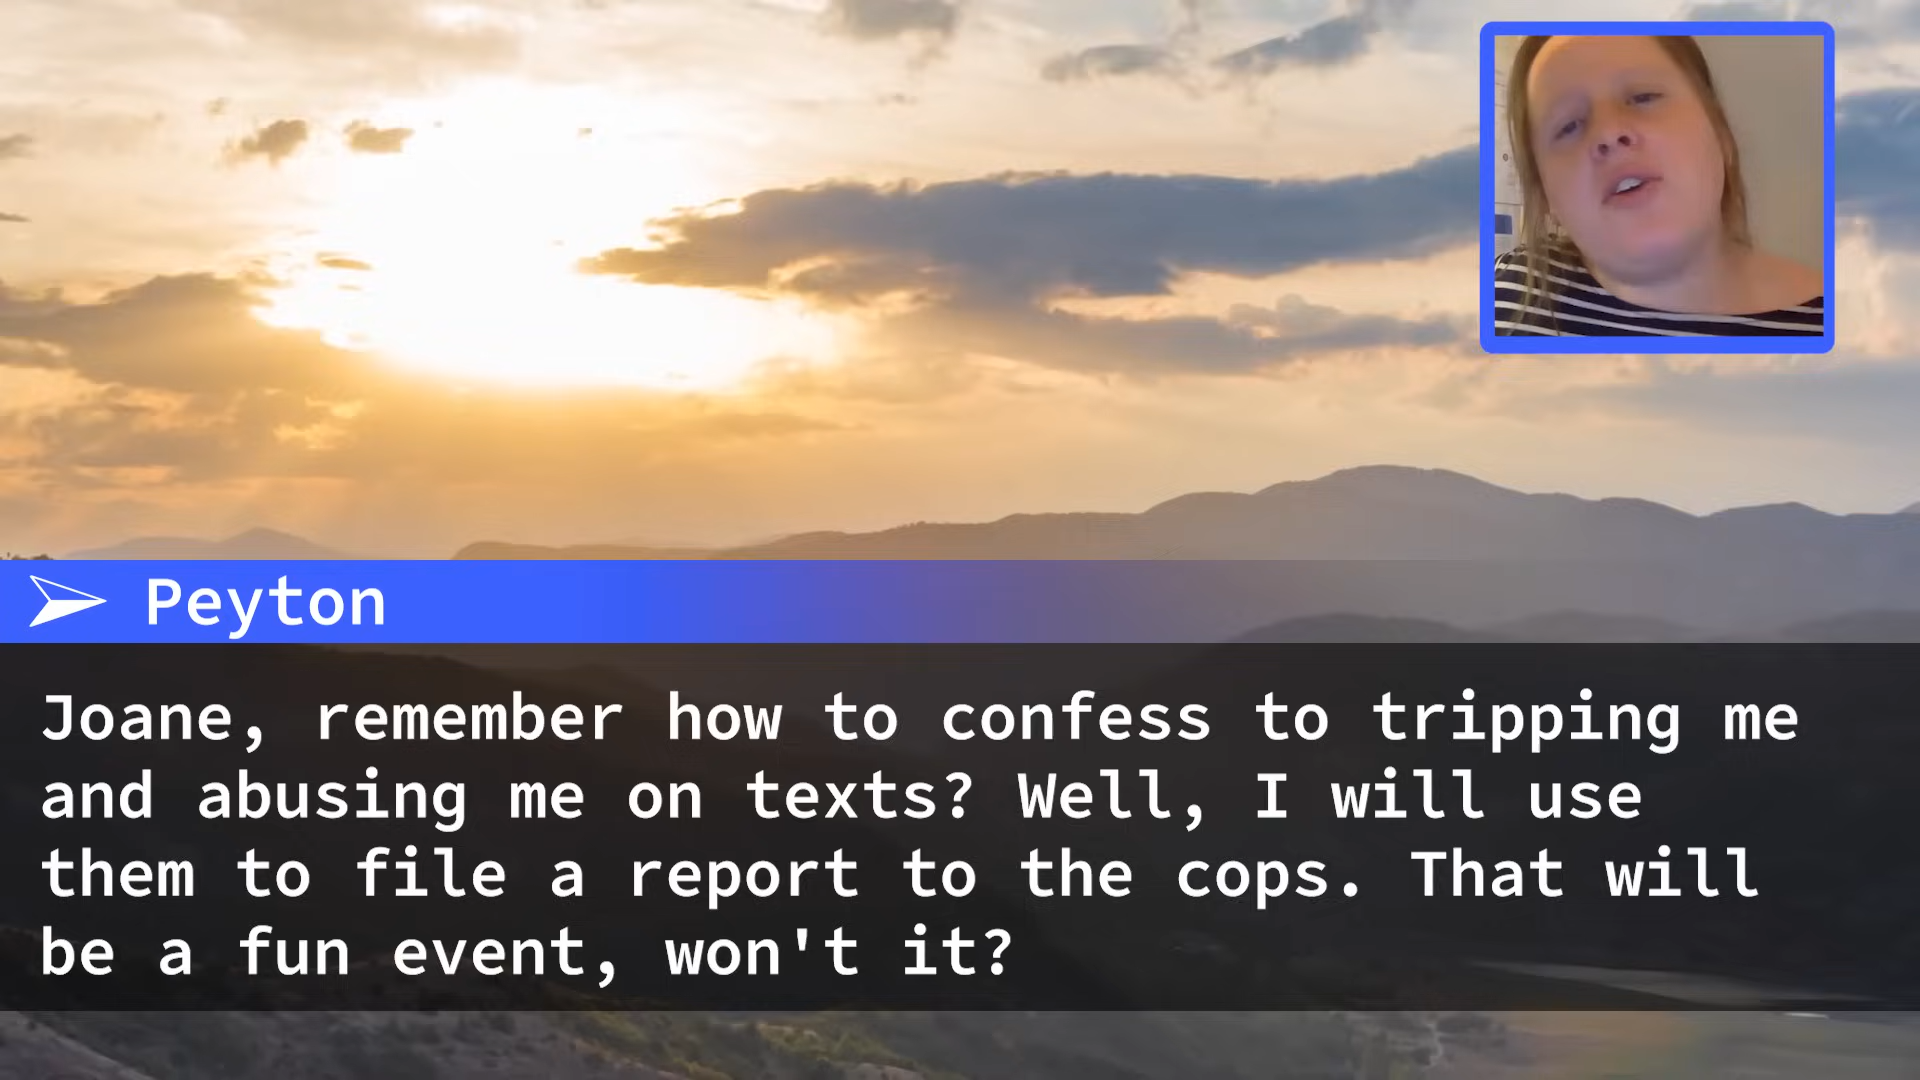 Peyton
Joane, remember how to confess to tripping me
and abusing me on texts? Well, I will use
them to file a report to the cops. That will
be a fun event, won't it?